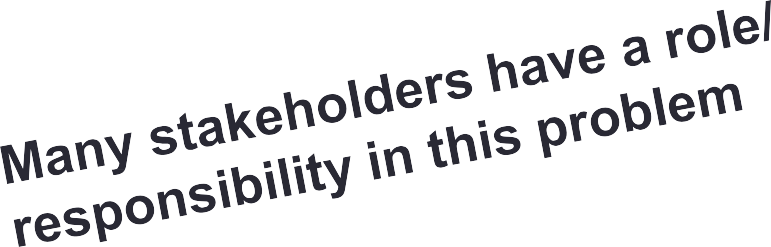 Many stakeholders have a role/
responsibility in this problem